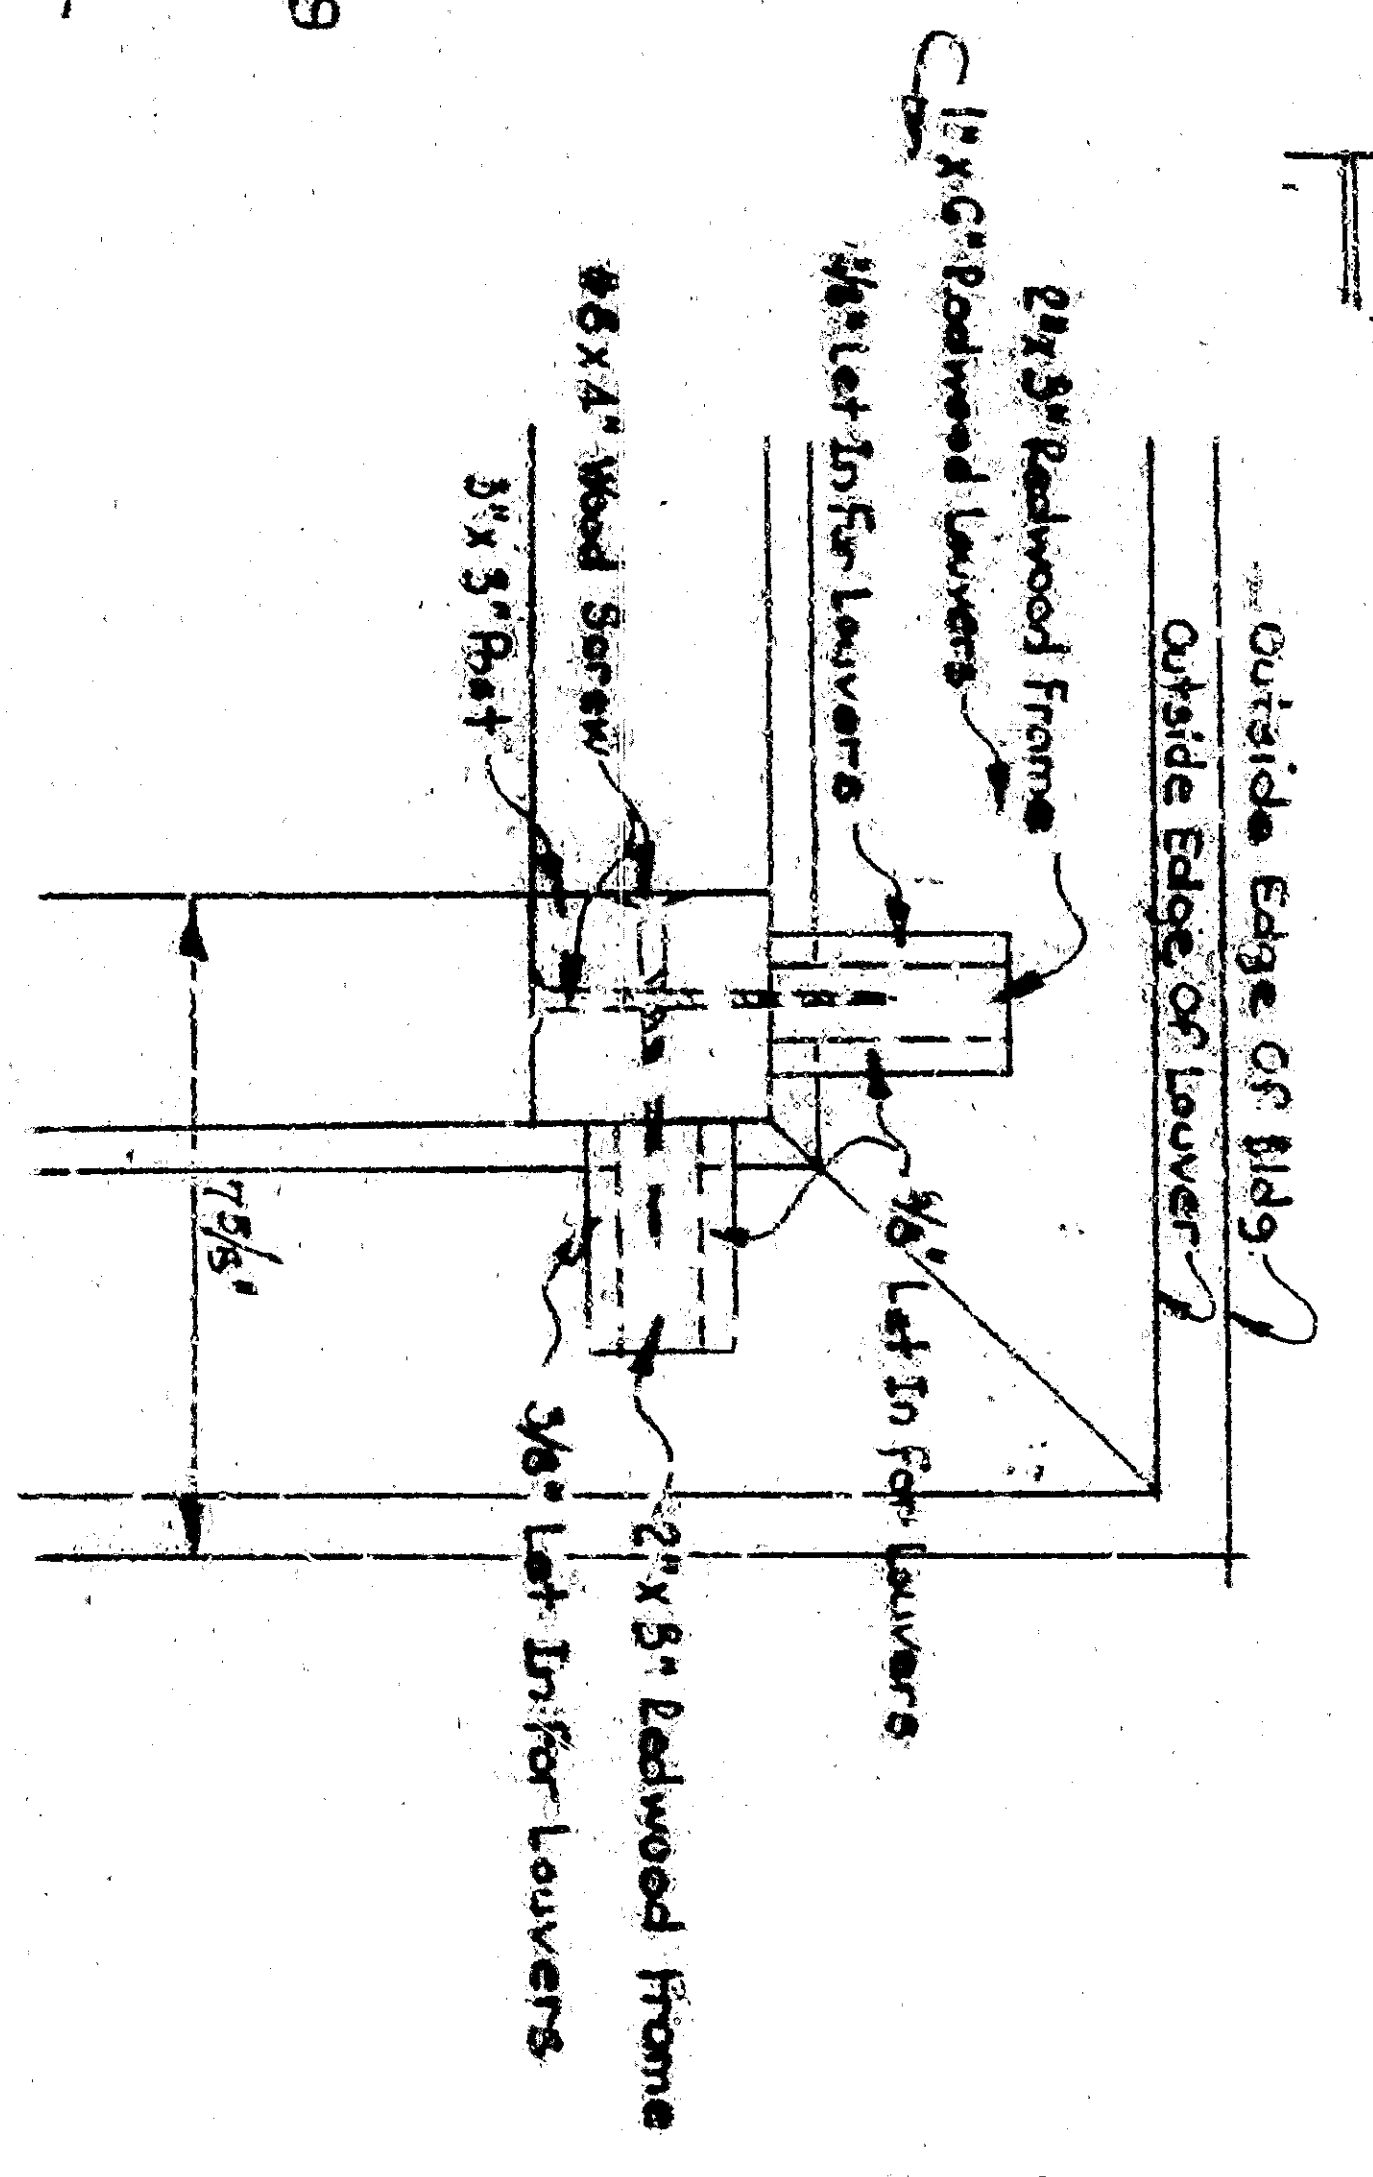 Outside Edge Of Bldg.
Outside Edge Of Louver
2" x 3" Redwood Frame
1" x 6" Redwood Louvers
3/8" Let In For Louvers
#8 x 4" Wood Screw
3" x 3" Post
3/8" Let In For Louvers
2" x 3" Redwood Frame
3/8" Let In for Louvers
7 5/8"